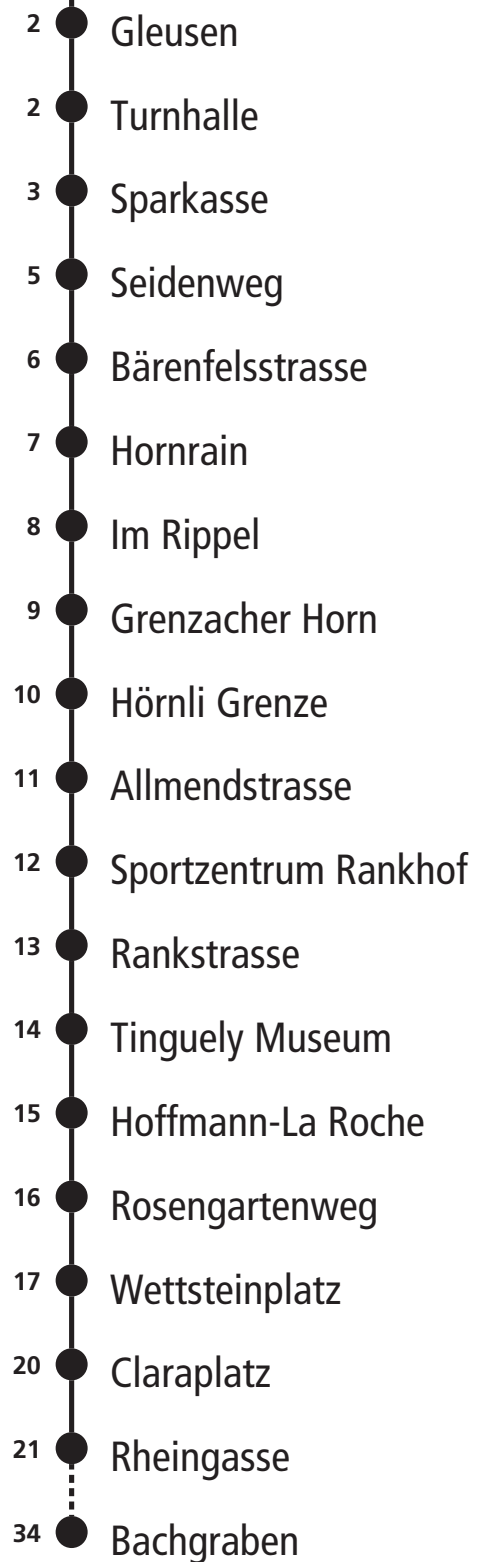 2 Gleusen
2 Turnhalle
3 Sparkasse
5 Seidenweg
6 Bärenfelsstrasse
7 Hornrain
8 Im Rippel
9 Grenzacher Horn
10 Hörnli Grenze
11 Allmendstrasse
12 Sportzentrum Rankhof
13 Rankstrasse
14 Tinguely Museum
15 Hoffmann-La Roche
16 Rosengartenweg
17 Wettsteinplatz
20 Claraplatz
21 Rheingasse
34 Bachgraben